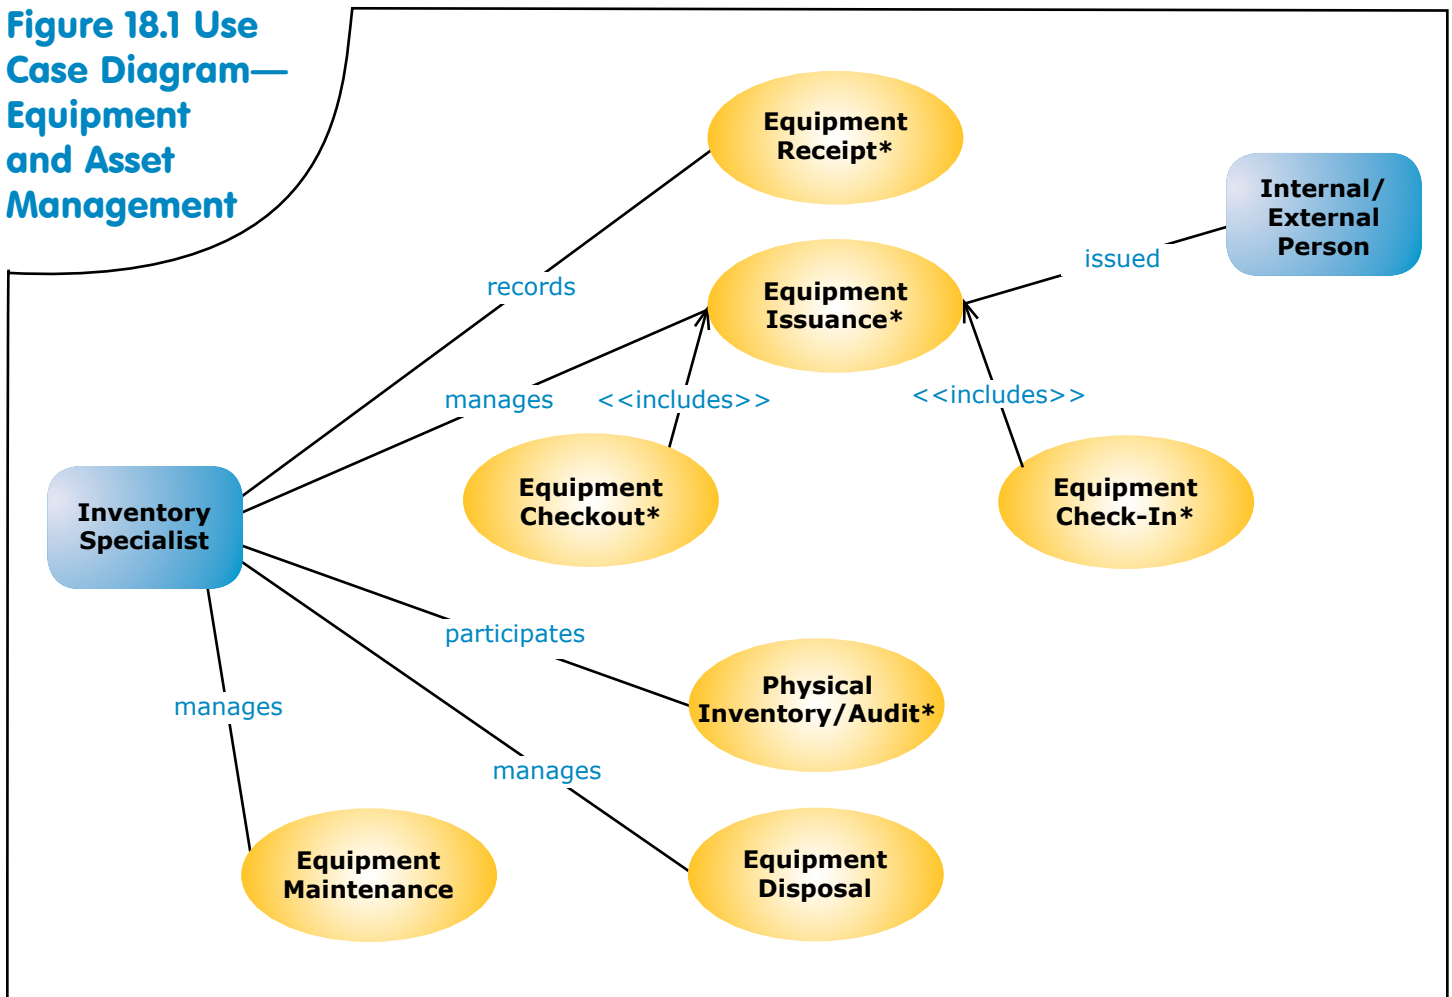 Figure 18.1 Use
Case Diagram—
Equipment
and Asset
Management
Equipment
Receipt*
Internal/
External
Person
issued
records
Equipment
Issuance*
manages
<<includes>>
<<includes>>
Inventory
Specialist
Equipment
Checkout*
Equipment
Check-In*
participates
manages
Physical
Inventory/Audit*
manages
Equipment
Maintenance
Equipment
Disposal